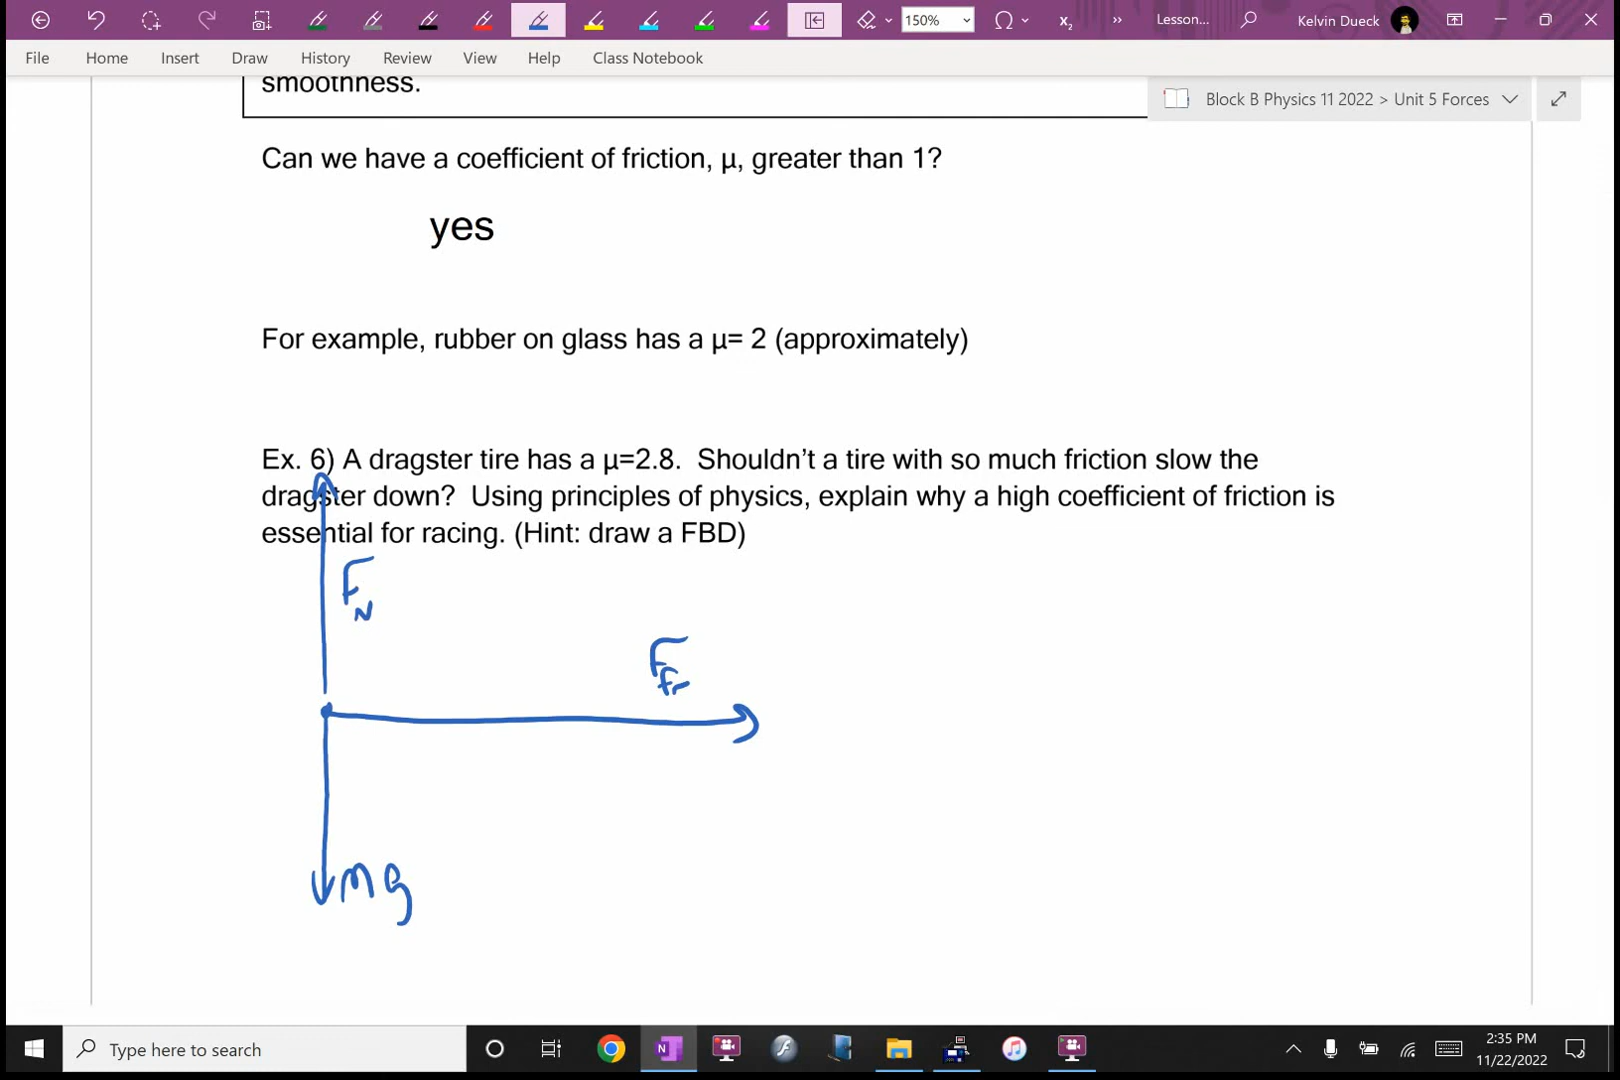 150%
Ω
x₂
››
Lesson...
Kelvin Dueck
File
Home
Insert
Draw
History
Review
View
Help
Class Notebook
Block B Physics 11 2022 > Unit 5 Forces
smoothness.
Can we have a coefficient of friction, μ, greater than 1?
yes
For example, rubber on glass has a μ= 2 (approximately)
Ex. 6) A dragster tire has a μ=2.8. Shouldn’t a tire with so much friction slow the
dragster down? Using principles of physics, explain why a high coefficient of friction is
essential for racing. (Hint: draw a FBD)
FN
Ffr
mg
Type here to search
N
2:35 PM
11/22/2022